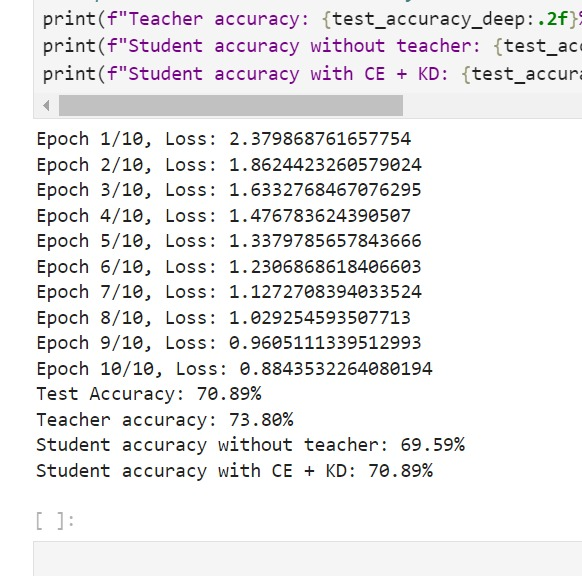 print(f"Teacher accuracy: {test_accuracy_deep:.2f}%
print(f"Student accuracy without teacher: {test_ac
print(f"Student accuracy with CE + KD: {test_accura
Epoch 1/10, Loss: 2.379868761657754
Epoch 2/10, Loss: 1.8624423260579024
Epoch 3/10, Loss: 1.6332768467076295
Epoch 4/10, Loss: 1.476783624390507
Epoch 5/10, Loss: 1.3379785657843666
Epoch 6/10, Loss: 1.2306868618406603
Epoch 7/10, Loss: 1.1272708394033524
Epoch 8/10, Loss: 1.029254593507713
Epoch 9/10, Loss: 0.9605111339512993
Epoch 10/10, Loss: 0.8843532264080194
Test Accuracy: 70.89%
Teacher accuracy: 73.80%
Student accuracy without teacher: 69.59%
Student accuracy with CE + KD: 70.89%
[ ]: